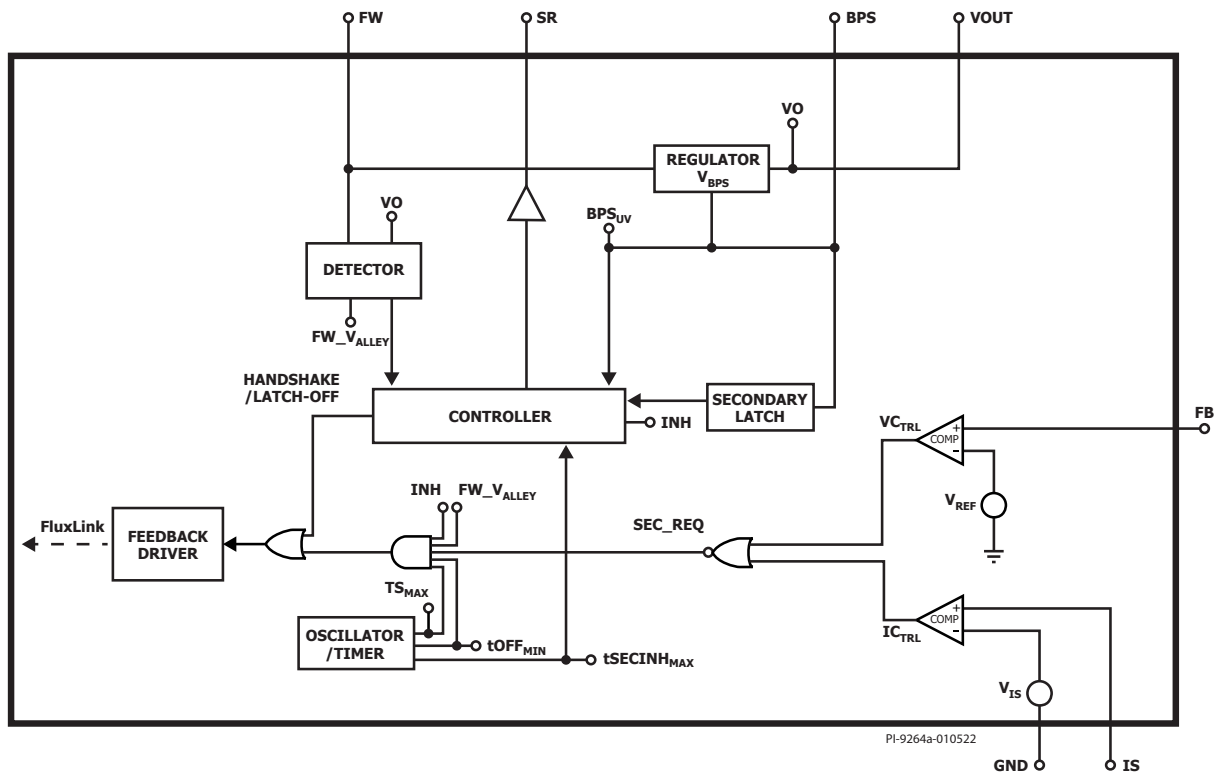 FW
SR
BPS
VOUT
VO
REGULATOR
VBPS
VO
BPSUV
DETECTOR
FW_VALLEY
HANDSHAKE
/LATCH-OFF
CONTROLLER
SECONDARY
LATCH
INH
VCTRL
COMP
+
−
FB
VREF
INH
FW_VALLEY
SEC_REQ
FluxLink
FEEDBACK
DRIVER
TSMAX
OSCILLATOR
/TIMER
tOFFMIN
tSECINHMAX
ICTRL
COMP
+
−
VIS
PI-9264a-010522
GND
IS